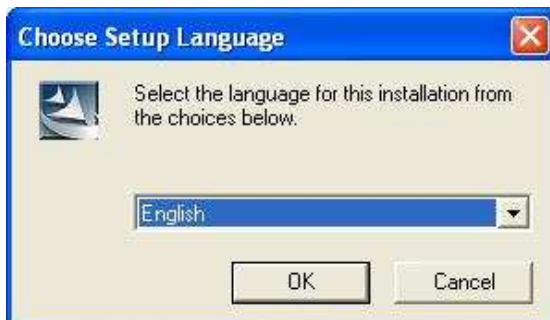 Choose Setup Language
Select the language for this installation from
the choices below.
English
OK
Cancel